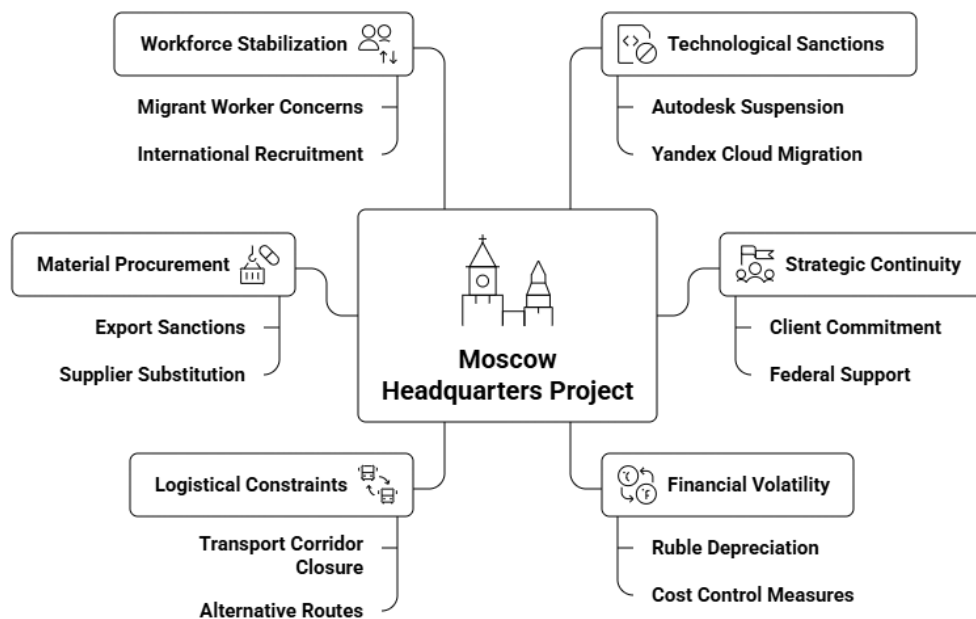 Workforce Stabilization
Migrant Worker Concerns
International Recruitment
Technological Sanctions
Autodesk Suspension
Yandex Cloud Migration
Material Procurement
Export Sanctions
Supplier Substitution
Moscow
Headquarters Project
Strategic Continuity
Client Commitment
Federal Support
Logistical Constraints
Transport Corridor
Closure
Alternative Routes
Financial Volatility
Ruble Depreciation
Cost Control Measures